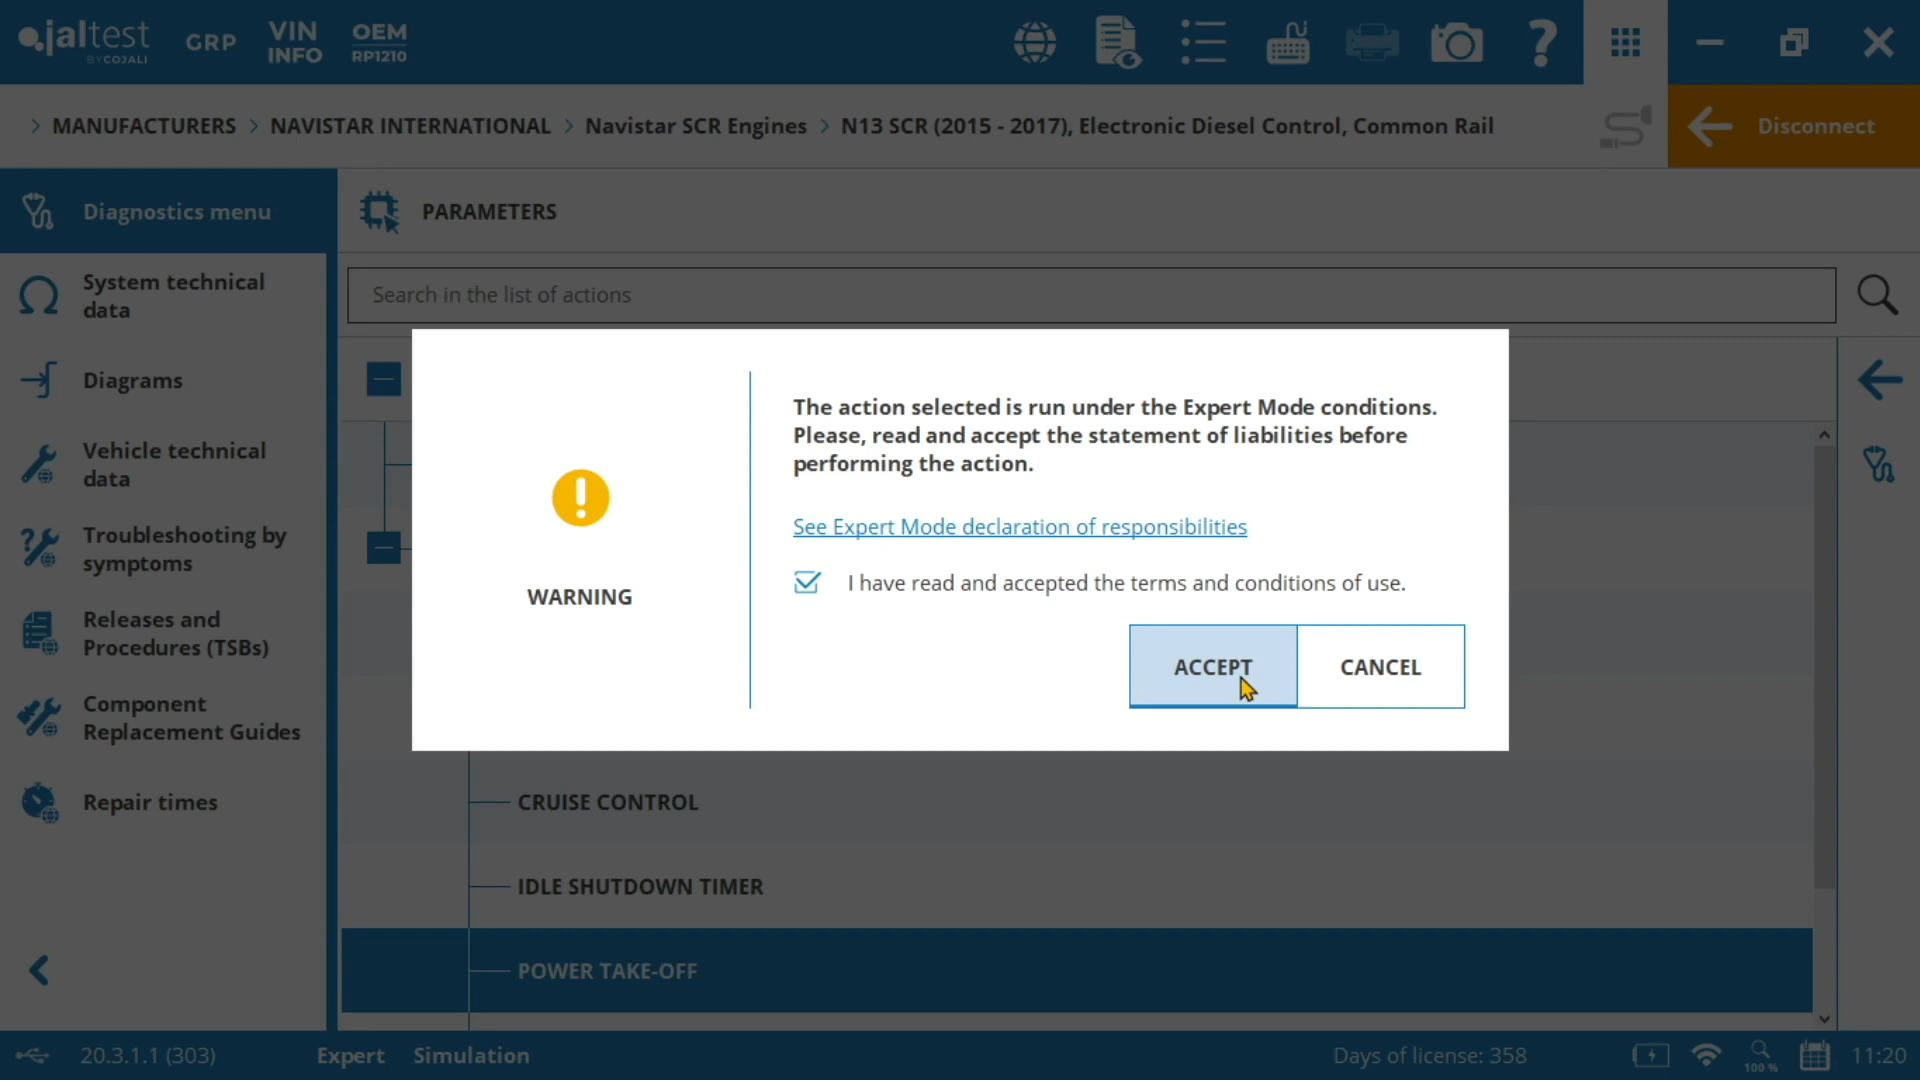 jaltest
BY COJALI
GRP
VIN
INFO
OEM
RP1210
> MANUFACTURERS > NAVISTAR INTERNATIONAL > Navistar SCR Engines > N13 SCR (2015 - 2017), Electronic Diesel Control, Common Rail
Disconnect
Diagnostics menu
PARAMETERS
System technical
data
Search in the list of actions
Diagrams
Vehicle technical
data
Troubleshooting by
symptoms
Releases and
Procedures (TSBs)
Component
Replacement Guides
Repair times
WARNING
The action selected is run under the Expert Mode conditions.
Please, read and accept the statement of liabilities before
performing the action.
See Expert Mode declaration of responsibilities
I have read and accepted the terms and conditions of use.
ACCEPT
CANCEL
CRUISE CONTROL
IDLE SHUTDOWN TIMER
POWER TAKE-OFF
20.3.1.1 (303)
Expert
Simulation
Days of license: 358
100 %
11:20